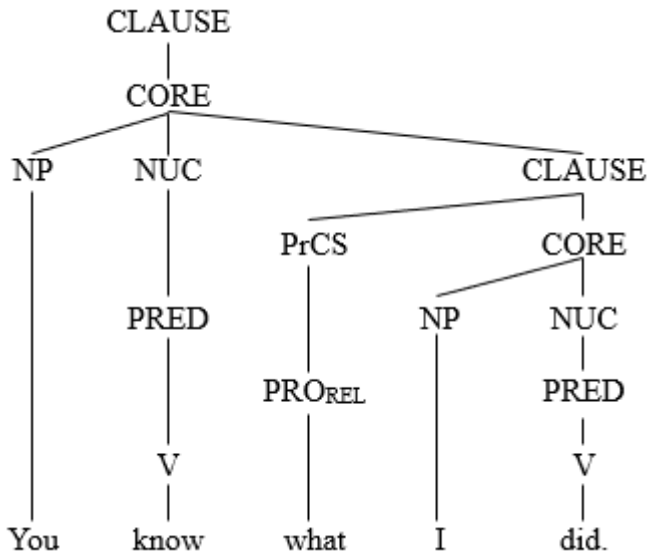 CLAUSE
CORE
NP NUC CLAUSE
PrCS CORE
PRED NP NUC
PROREL PRED
V V
You know what I did.